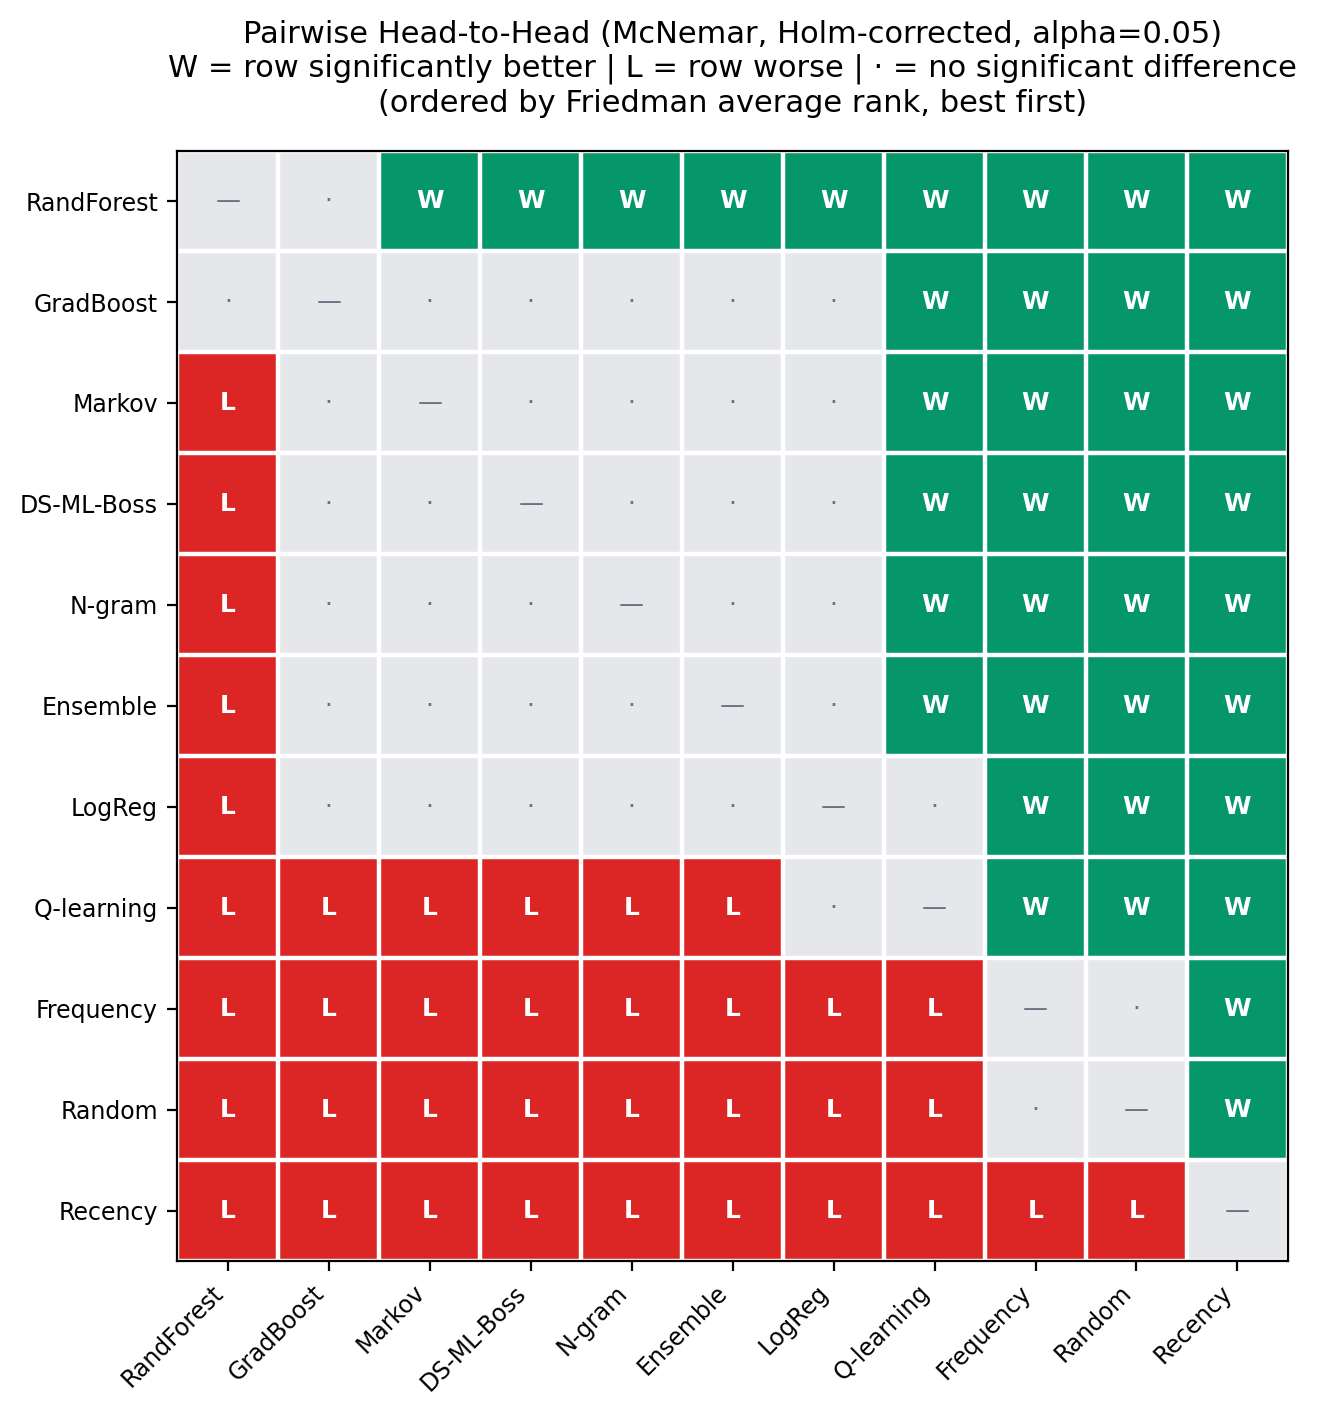 Pairwise Head-to-Head (McNemar, Holm-corrected, alpha=0.05)
W = row significantly better | L = row worse | · = no significant difference
(ordered by Friedman average rank, best first)
RandForest — · W W W W W W W W W
GradBoost · — · · · · · W W W W
Markov L · — · · · · W W W W
DS-ML-Boss L · · — · · · W W W W
N-gram L · · · — · · W W W W
Ensemble L · · · · — · W W W W
LogReg L · · · · · — · W W W
Q-learning L L L L L L · — W W W
Frequency L L L L L L L L — · W
Random L L L L L L L L · — W
Recency L L L L L L L L L L —
RandForest GradBoost Markov DS-ML-Boss N-gram Ensemble LogReg Q-learning Frequency Random Recency